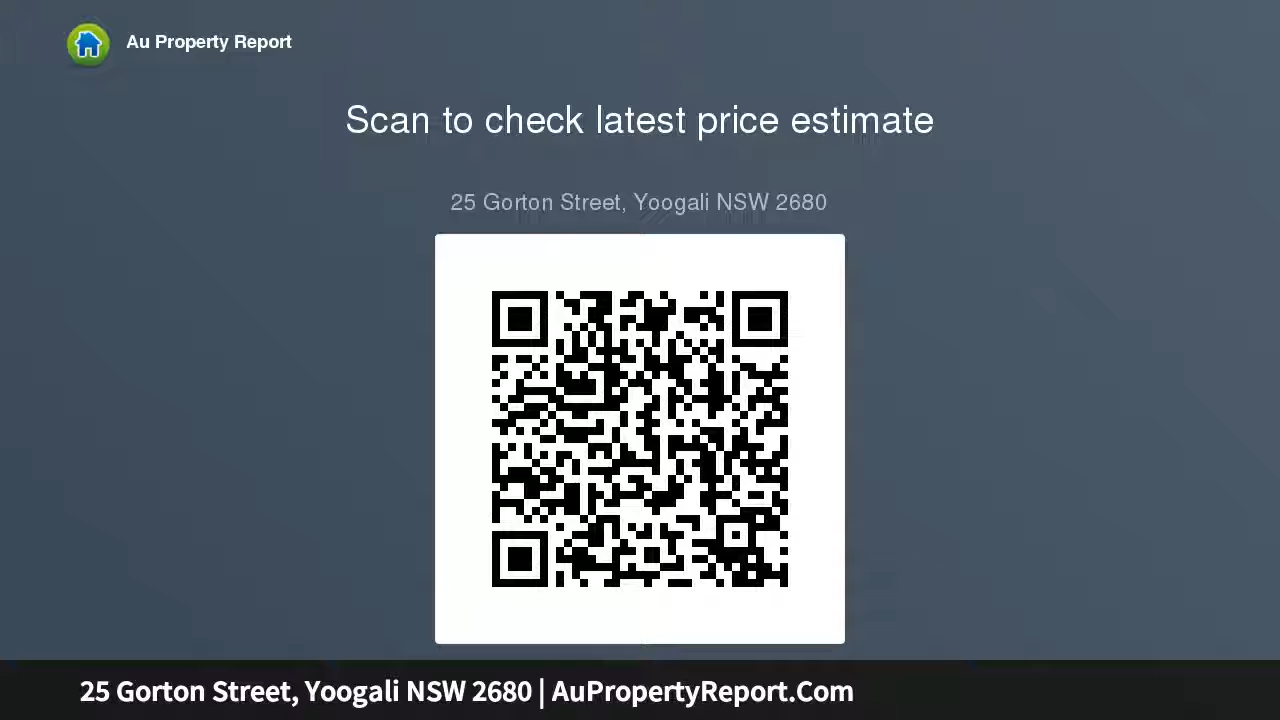 Au Property Report
Scan to check latest price estimate
25 Gorton Street, Yoogali NSW 2680
25 Gorton Street, Yoogali NSW 2680 | AuPropertyReport.Com